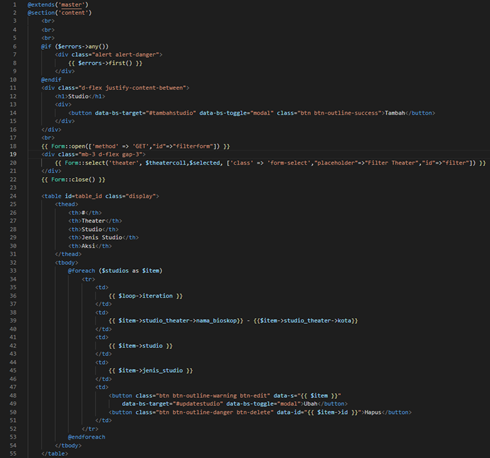 1 @extends('master')
2 @section('content')
3 <br>
4 <br>
5 <br>
6 @if ($errors->any())
7 <div class="alert alert-danger">
8 {{ $errors->first() }}
9 </div>
10 @endif
11 <div class="d-flex justify-content-between">
12 <h1>Studio</h1>
13 <div>
14 <button data-bs-target="#tambahstudio" data-bs-toggle="modal" class="btn btn-outline-success">Tambah</button>
15 </div>
16 </div>
17 <br>
18 {{ Form::open(['method' => 'GET',"id"=>"filterform"]) }}
19 <div class="mb-3 d-flex gap-3">
20 {{ Form::select('theater', $theatercoll,$selected, ['class' => 'form-select',"placeholder"=>"Filter Theater","id"=>"filter"]) }}
21 </div>
22 {{ Form::close() }}
23
24 <table id=table_id class="display">
25 <thead>
26 <th>#</th>
27 <th>Theater</th>
28 <th>Studio</th>
29 <th>Jenis Studio</th>
30 <th>Aksi</th>
31 </thead>
32 <tbody>
33 @foreach ($studios as $item)
34 <tr>
35 <td>
36 {{ $loop->iteration }}
37 </td>
38 <td>
39 {{ $item->studio_theater->nama_bioskop}} - {{$item->studio_theater->kota}}
40 </td>
41 <td>
42 {{ $item->studio }}
43 </td>
44 <td>
45 {{ $item->jenis_studio }}
46 </td>
47 <td>
48 <button class="btn btn-outline-warning btn-edit" data-s="{{ $item }}"
49 data-bs-target="#updatestudio" data-bs-toggle="modal">Ubah</button>
50 <button class="btn btn-outline-danger btn-delete" data-id="{{ $item->id }}">Hapus</button>
51 </td>
52 </tr>
53 @endforeach
54 </tbody>
55 </table>